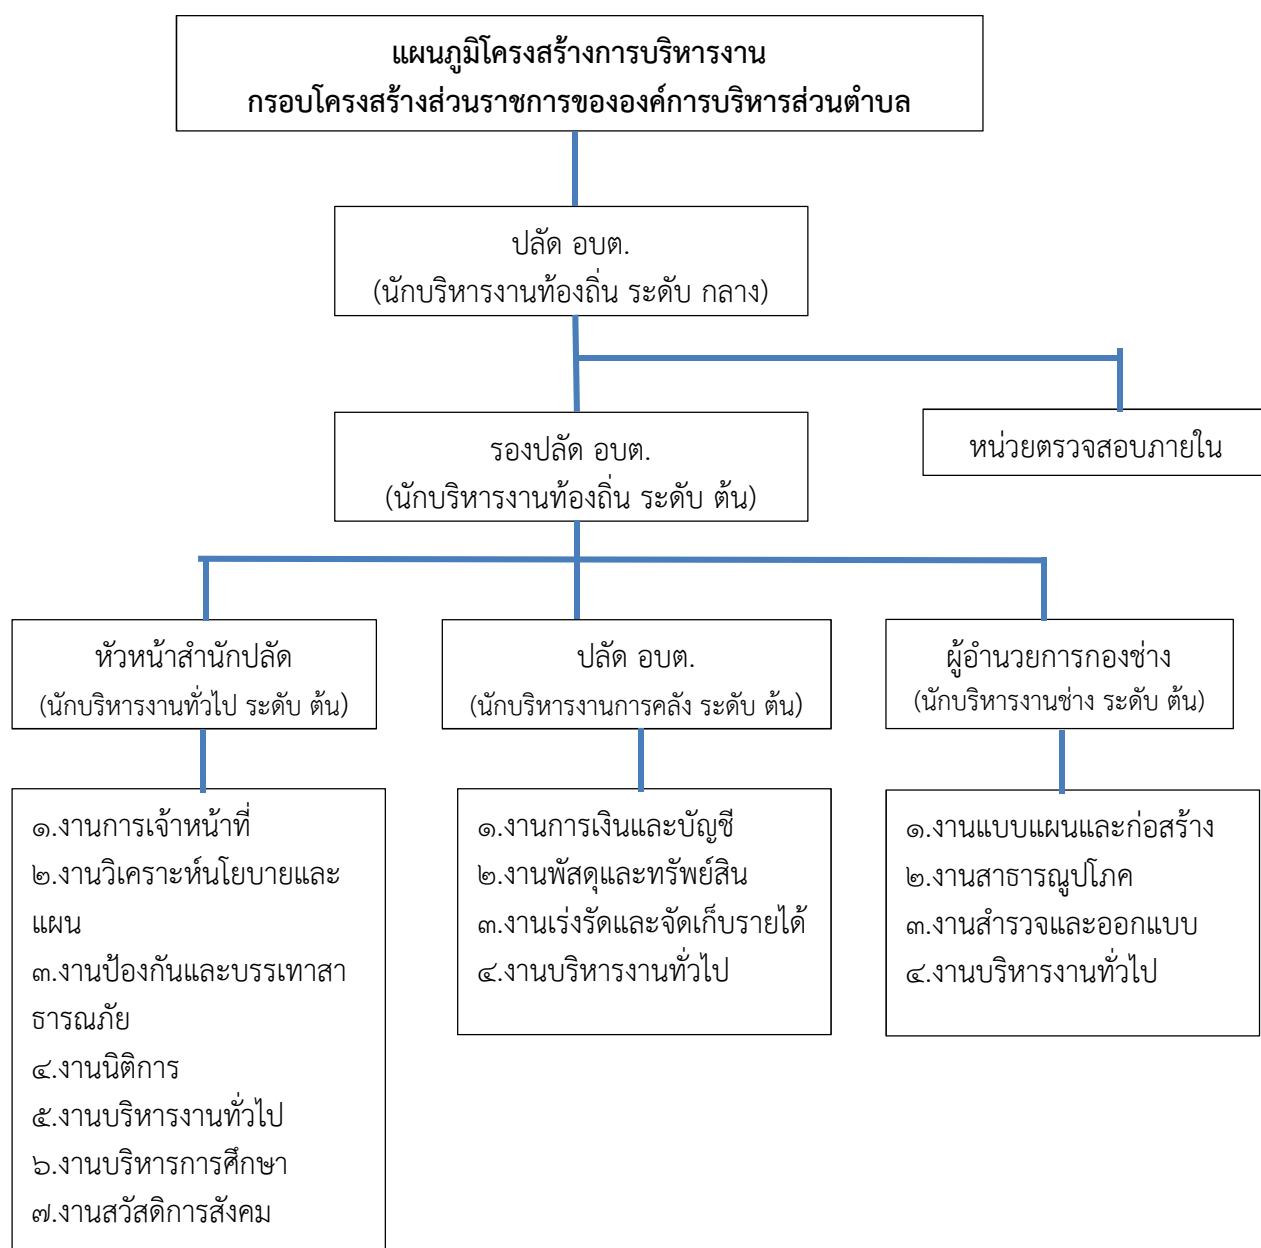 แผนภูมิโครงสร้างการบริหารงาน
กรอบโครงสร้างส่วนราชการขององค์การบริหารส่วนตำบล
ปลัด อบต.
(นักบริหารงานท้องถิ่น ระดับ กลาง)
หน่วยตรวจสอบภายใน
รองปลัด อบต.
(นักบริหารงานท้องถิ่น ระดับ ต้น)
หัวหน้าสำนักปลัด
(นักบริหารงานทั่วไป ระดับ ต้น)
ปลัด อบต.
(นักบริหารงานการคลัง ระดับ ต้น)
ผู้อำนวยการกองช่าง
(นักบริหารงานช่าง ระดับ ต้น)
๑.งานการเจ้าหน้าที่
๒.งานวิเคราะห์นโยบายและ
แผน
๓.งานป้องกันและบรรเทาสา
ธารณภัย
๔.งานนิติการ
๕.งานบริหารงานทั่วไป
๖.งานบริหารการศึกษา
๗.งานสวัสดิการสังคม
๑.งานการเงินและบัญชี
๒.งานพัสดุและทรัพย์สิน
๓.งานเร่งรัดและจัดเก็บรายได้
๔.งานบริหารงานทั่วไป
๑.งานแบบแผนและก่อสร้าง
๒.งานสาธารณูปโภค
๓.งานสำรวจและออกแบบ
๔.งานบริหารงานทั่วไป